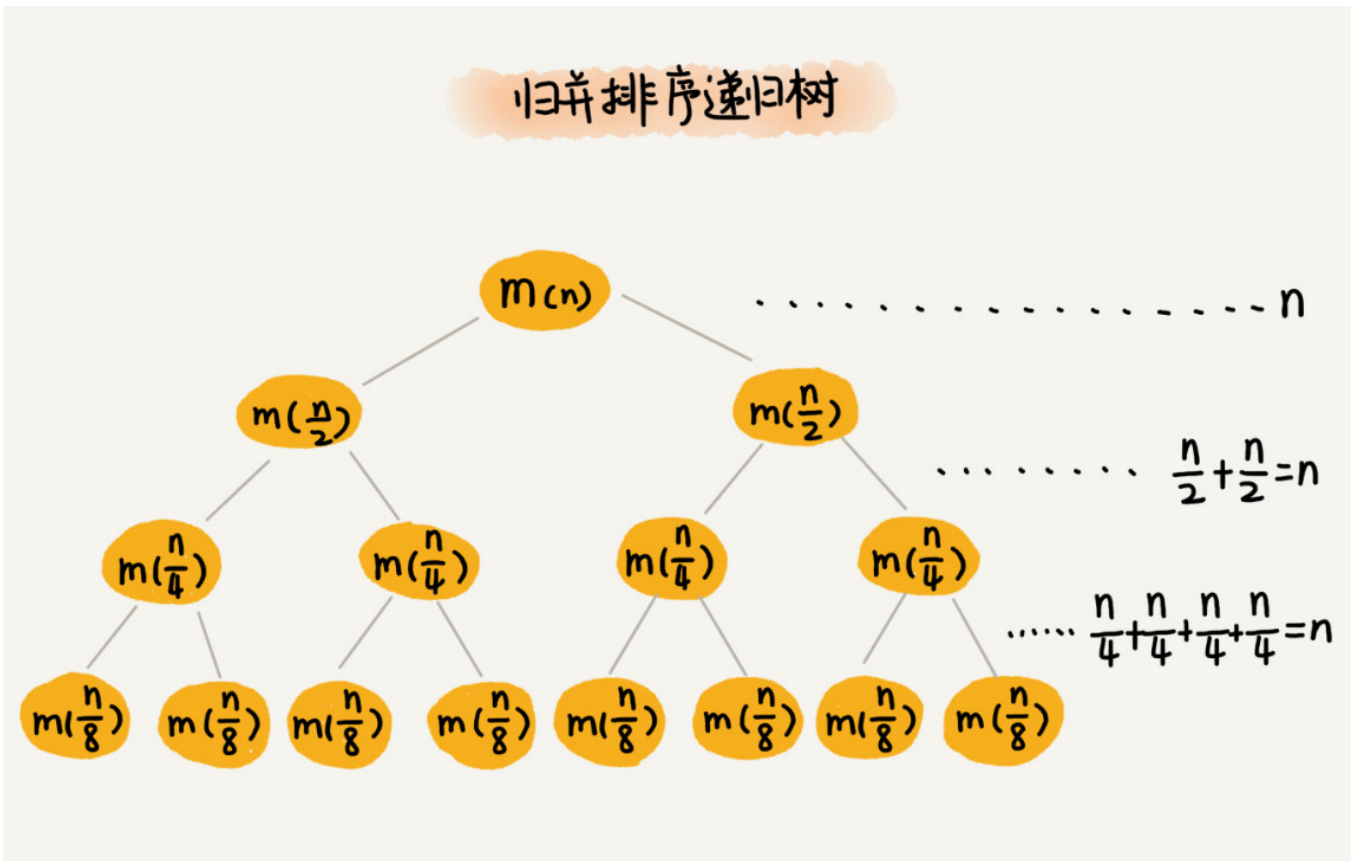 归并排序递归树
m(n) ................ n
m(n/2) m(n/2) ........ n/2+n/2=n
m(n/4) m(n/4) m(n/4) m(n/4) ...... n/4+n/4+n/4+n/4=n
m(n/8) m(n/8) m(n/8) m(n/8) m(n/8) m(n/8) m(n/8) m(n/8)